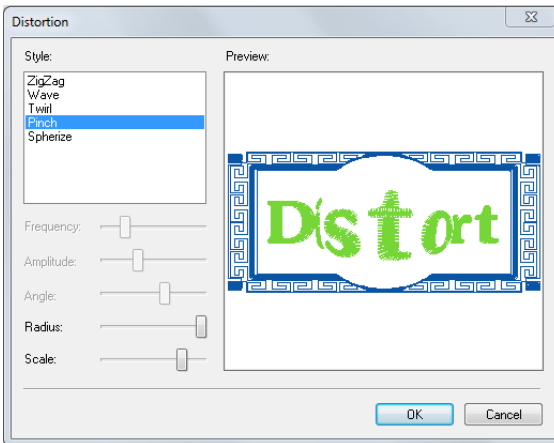 Distortion
Style:
Preview:
ZigZag
Wave
Twirl
Pinch
Spherize
Distort
Frequency:
Amplitude:
Angle:
Radius:
Scale:
OK
Cancel